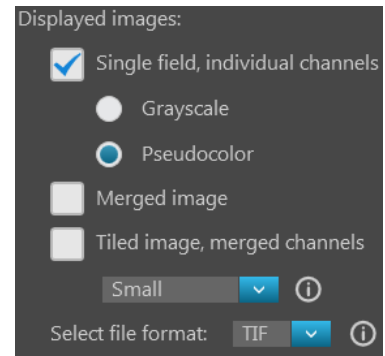 Displayed images:
Single field, individual channels
Grayscale
Pseudocolor
Merged image
Tiled image, merged channels
Small
Select file format: TIF